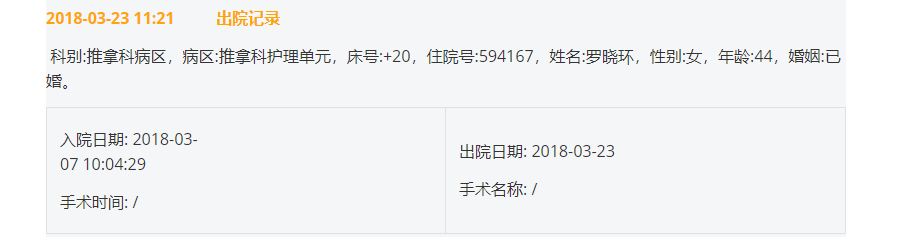 2018-03-23 11:21 出院记录
科别:推拿科病区，病区:推拿科护理单元，床号:+20，住院号:594167，姓名:罗晓环，性别:女，年龄:44，婚姻:已
婚。
入院日期: 2018-03-
07 10:04:29
手术时间: /
出院日期: 2018-03-23
手术名称: /